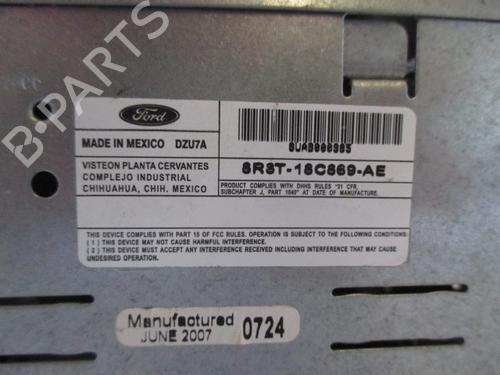 B-PARTS
Ford
MADE IN MEXICO DZU7A
8UAB000985
VISTEON PLANTA CERVANTES
COMPLEJO INDUSTRIAL
CHIHUAHUA, CHIH. MEXICO
8R3T-18C869-AE
PRODUCT COMPLIES WITH DHHS RULES "21 CFR,
SUBCHAPTER J, PART 1040" AT DATE OF MANUFACTURE.
THIS DEVICE COMPLIES WITH PART 15 OF FCC RULES. OPERATION IS SUBJECT TO THE FOLLOWING CONDITIONS:
( 1 ) THIS DEVICE MAY NOT CAUSE HARMFUL INTERFERENCE.
( 2 ) THIS DEVICE MUST ACCEPT ANY INTERFERENCE RECEIVED INCLUDING INTERFERENCE THAT MAY CAUSE
UNDESIRED OPERATION.
Manufactured
JUNE 2007
0724